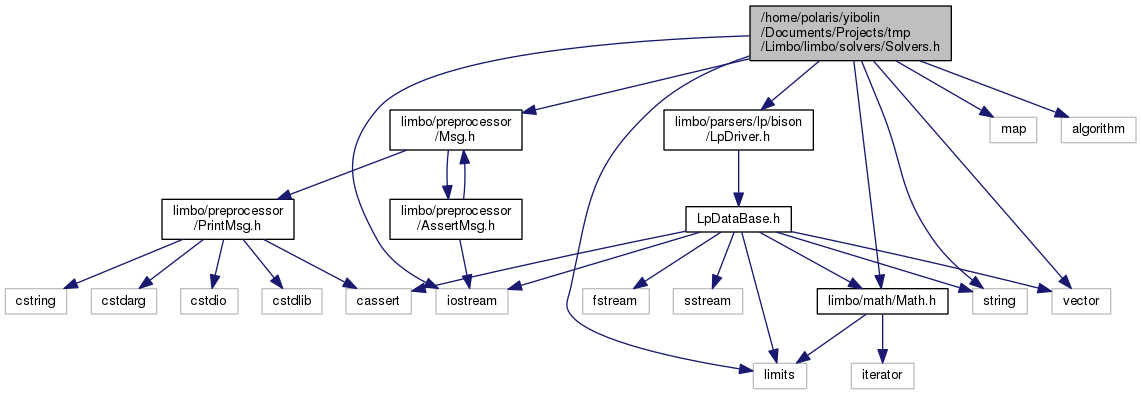 /home/polaris/yibolin
/Documents/Projects/tmp
/Limbo/limbo/solvers/Solvers.h
limbo/preprocessor
/Msg.h
limbo/parsers/lp/bison
/LpDriver.h
map
algorithm
limbo/preprocessor
/PrintMsg.h
limbo/preprocessor
/AssertMsg.h
LpDataBase.h
cstring
cstdarg
cstdio
cstdlib
cassert
iostream
fstream
sstream
limbo/math/Math.h
string
vector
limits
iterator